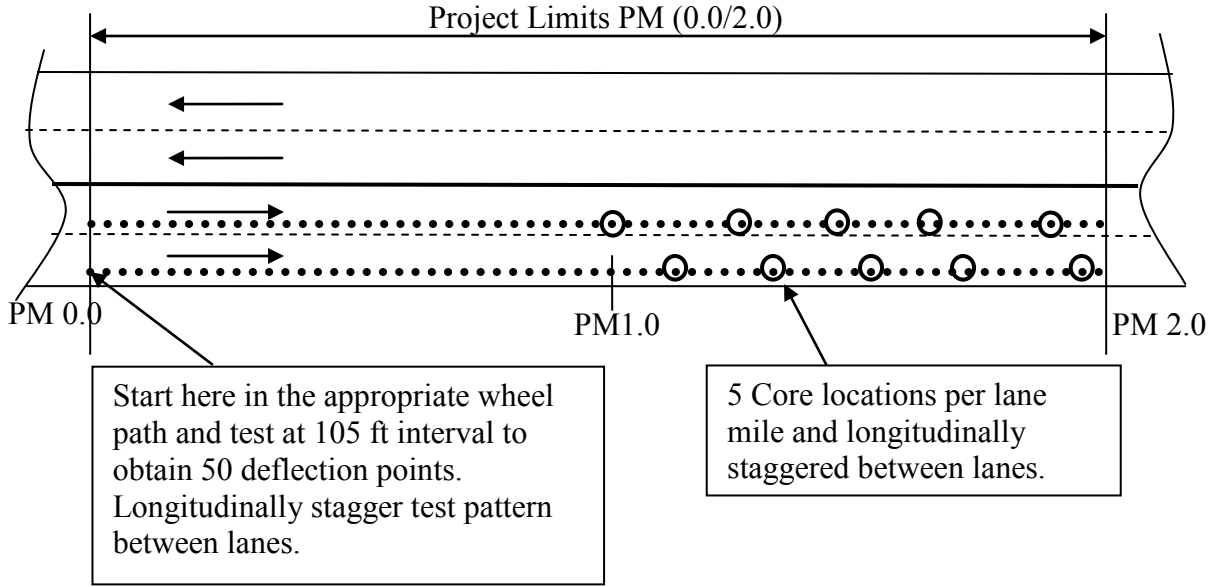 Project Limits PM (0.0/2.0)
PM 0.0
PM1.0
PM 2.0
Start here in the appropriate wheel
path and test at 105 ft interval to
obtain 50 deflection points.
Longitudinally stagger test pattern
between lanes.
5 Core locations per lane
mile and longitudinally
staggered between lanes.